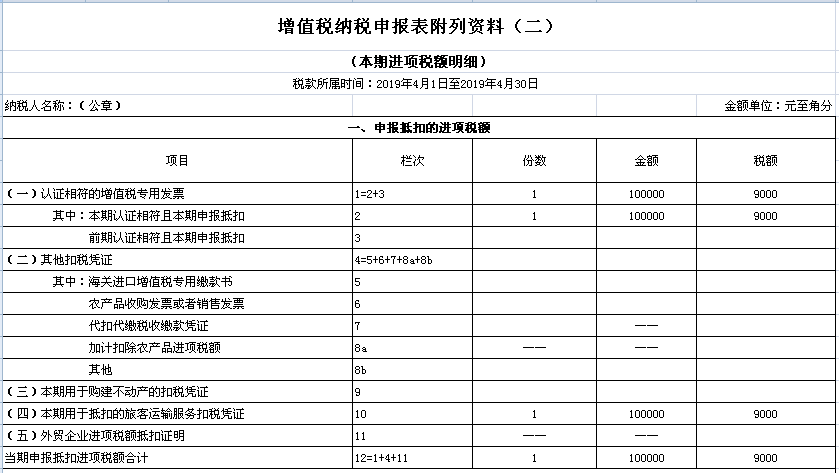 增值税纳税申报表附列资料（二）
（本期进项税额明细）
税款所属时间：2019年4月1日至2019年4月30日
纳税人名称：（公章） 金额单位：元至角分
一、申报抵扣的进项税额
项目 栏次 份数 金额 税额
（一）认证相符的增值税专用发票 1=2+3 1 100000 9000
其中：本期认证相符且本期申报抵扣 2 1 100000 9000
前期认证相符且本期申报抵扣 3
（二）其他扣税凭证 4=5+6+7+8a+8b
其中：海关进口增值税专用缴款书 5
农产品收购发票或者销售发票 6
代扣代缴税收缴款凭证 7 ——
加计扣除农产品进项税额 8a —— ——
其他 8b
（三）本期用于购建不动产的扣税凭证 9
（四）本期用于抵扣的旅客运输服务扣税凭证 10 1 100000 9000
（五）外贸企业进项税额抵扣证明 11 —— ——
当期申报抵扣进项税额合计 12=1+4+11 1 100000 9000